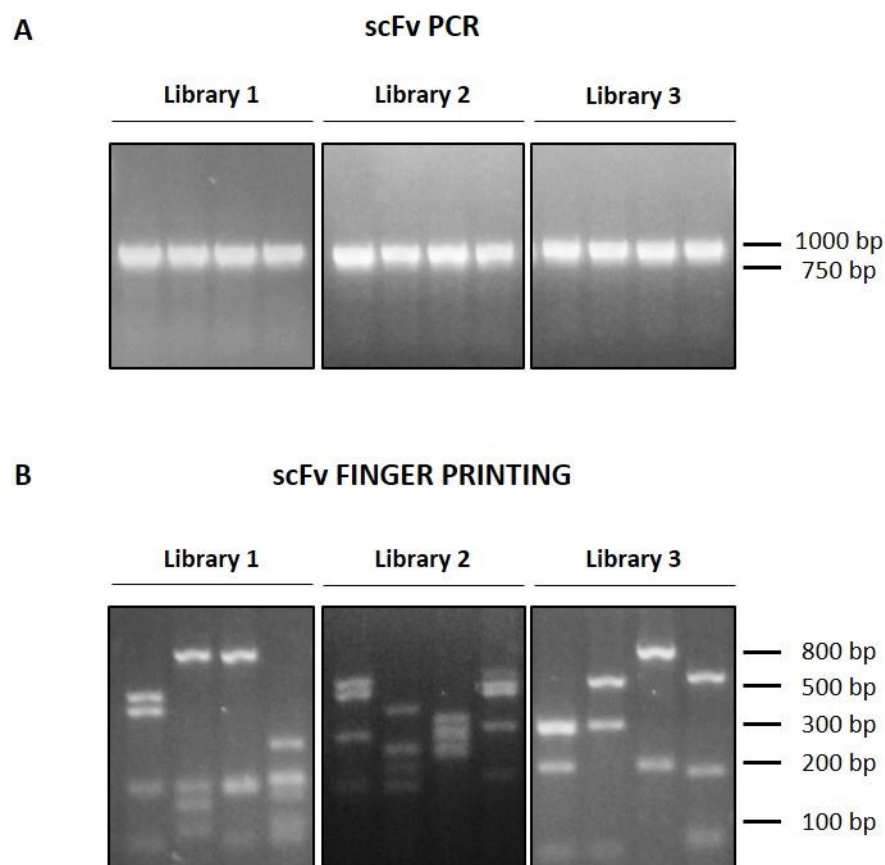 A
scFv PCR
Library 1 Library 2 Library 3
1000 bp
750 bp
B
scFv FINGER PRINTING
Library 1 Library 2 Library 3
800 bp
500 bp
300 bp
200 bp
100 bp